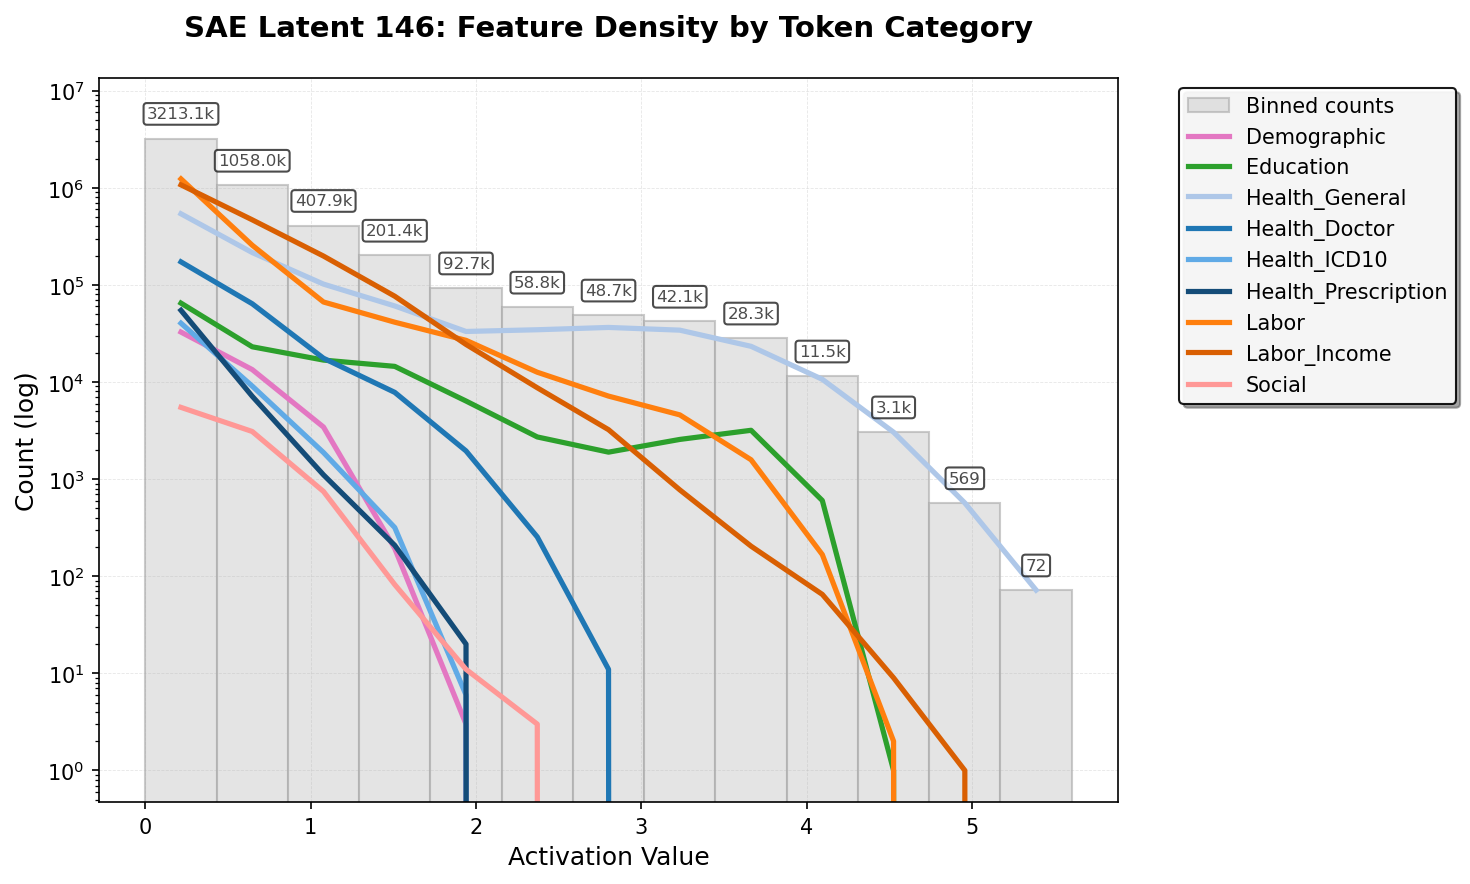 SAE Latent 146: Feature Density by Token Category
Count (log)
10⁷
10⁶
10⁵
10⁴
10³
10²
10¹
10⁰
3213.1k
1058.0k
407.9k
201.4k
92.7k
58.8k
48.7k
42.1k
28.3k
11.5k
3.1k
569
72
0 1 2 3 4 5
Activation Value
Binned counts
Demographic
Education
Health_General
Health_Doctor
Health_ICD10
Health_Prescription
Labor
Labor_Income
Social